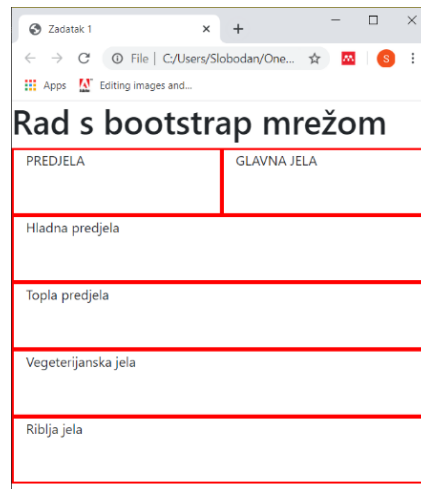 Zadatak 1
File | C:/Users/Slobodan/One...
S
Apps Editing images and...
Rad s bootstrap mrežom
PREDJELA GLAVNA JELA
Hladna predjela
Topla predjela
Vegeterijanska jela
Riblja jela